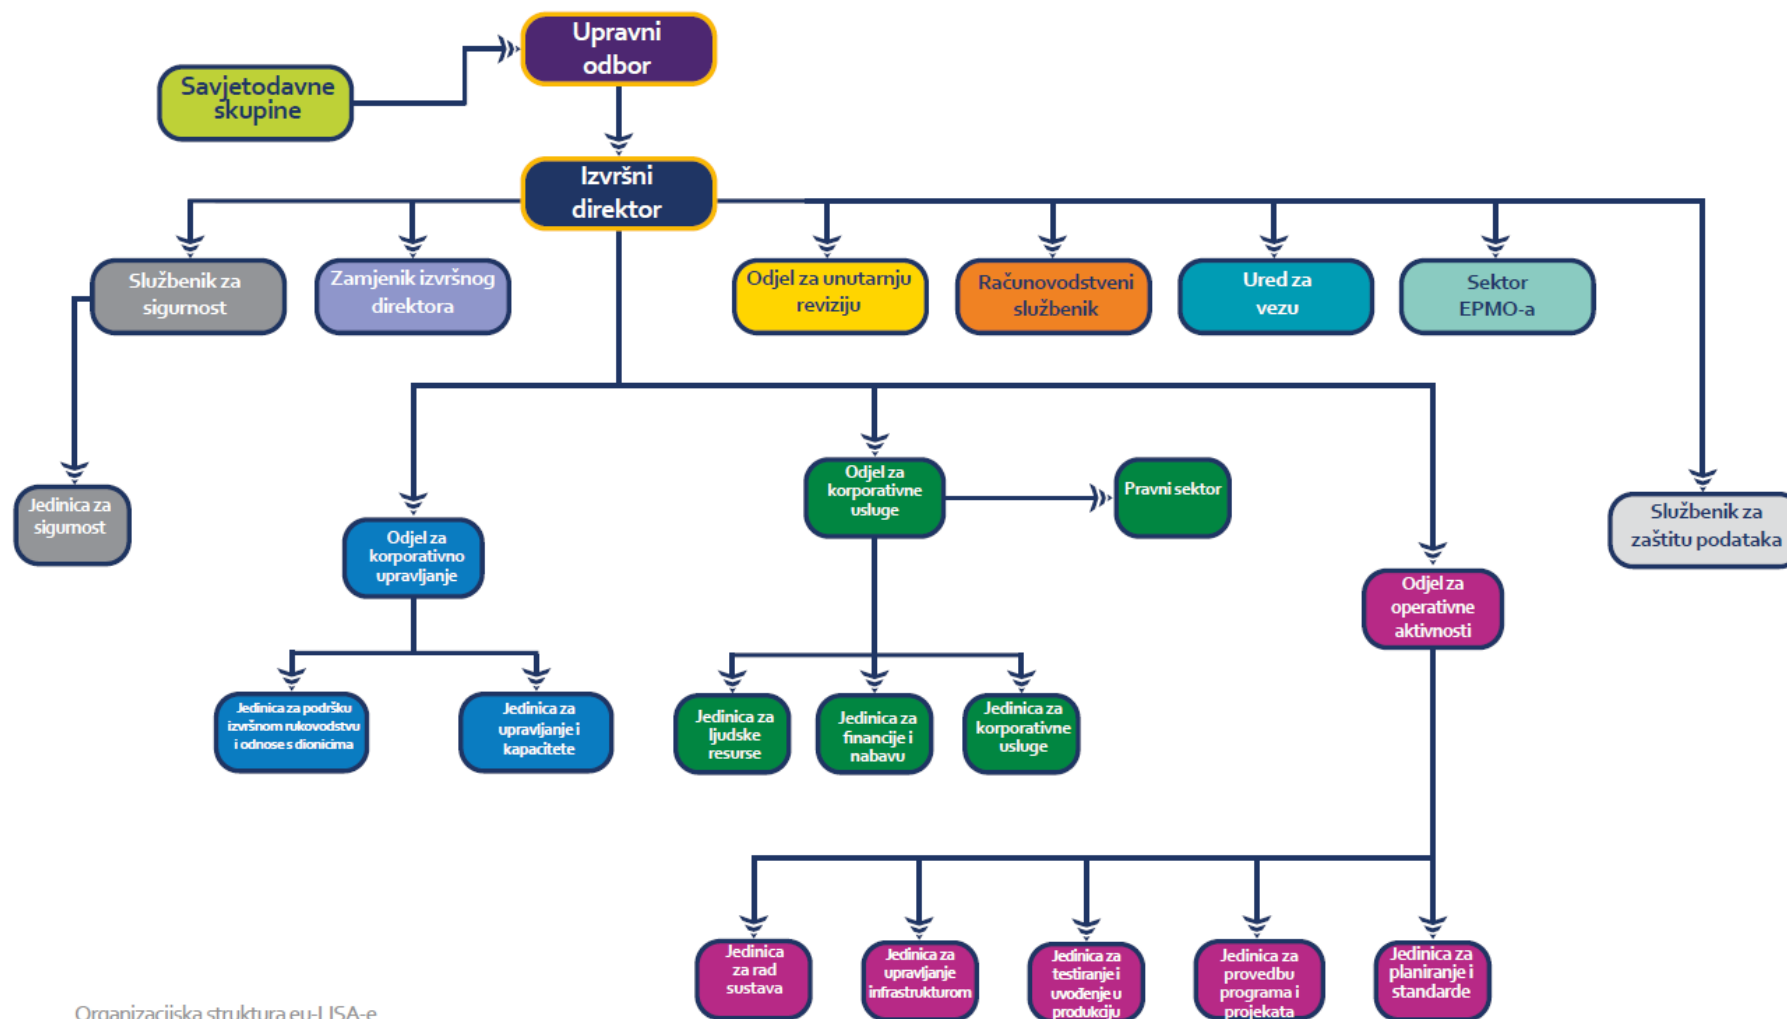 Upravni
odbor
Savjetodavne
skupine
Izvršni
direktor
Službenik za
sigurnost
Zamjenik izvršnog
direktora
Odjel za unutarnju
reviziju
Računovodstveni
službenik
Ured za
vezu
Sektor
EPMO-a
Jedinica za
sigurnost
Odjel za
korporativno
upravljanje
Odjel za
korporativne
usluge
Pravni sektor
Službenik za
zaštitu podataka
Odjel za
operativne
aktivnosti
Jedinica za podršku
izvršnom rukovodstvu
i odnose s dionicima
Jedinica za
upravljanje i
kapacitete
Jedinica za
ljudske
resurse
Jedinica za
financije i
nabavu
Jedinica za
korporativne
usluge
Jedinica
za rad
sustava
Jedinica za
upravljanje
infrastrukturom
Jedinica za
testiranje i
uvođenje u
produkciju
Jedinica za
provedbu
programa i
projekata
Jedinica za
planiranje i
standarde
Organizacijska struktura eu-LISA-e